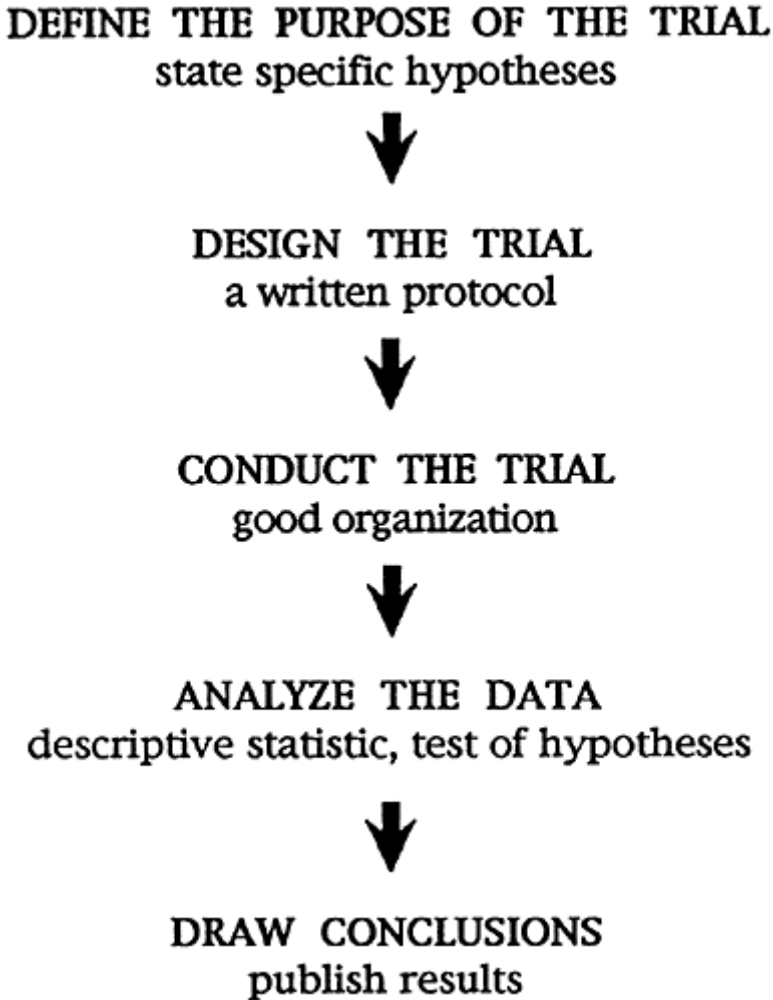 DEFINE THE PURPOSE OF THE TRIAL
state specific hypotheses
DESIGN THE TRIAL
a written protocol
CONDUCT THE TRIAL
good organization
ANALYZE THE DATA
descriptive statistic, test of hypotheses
DRAW CONCLUSIONS
publish results